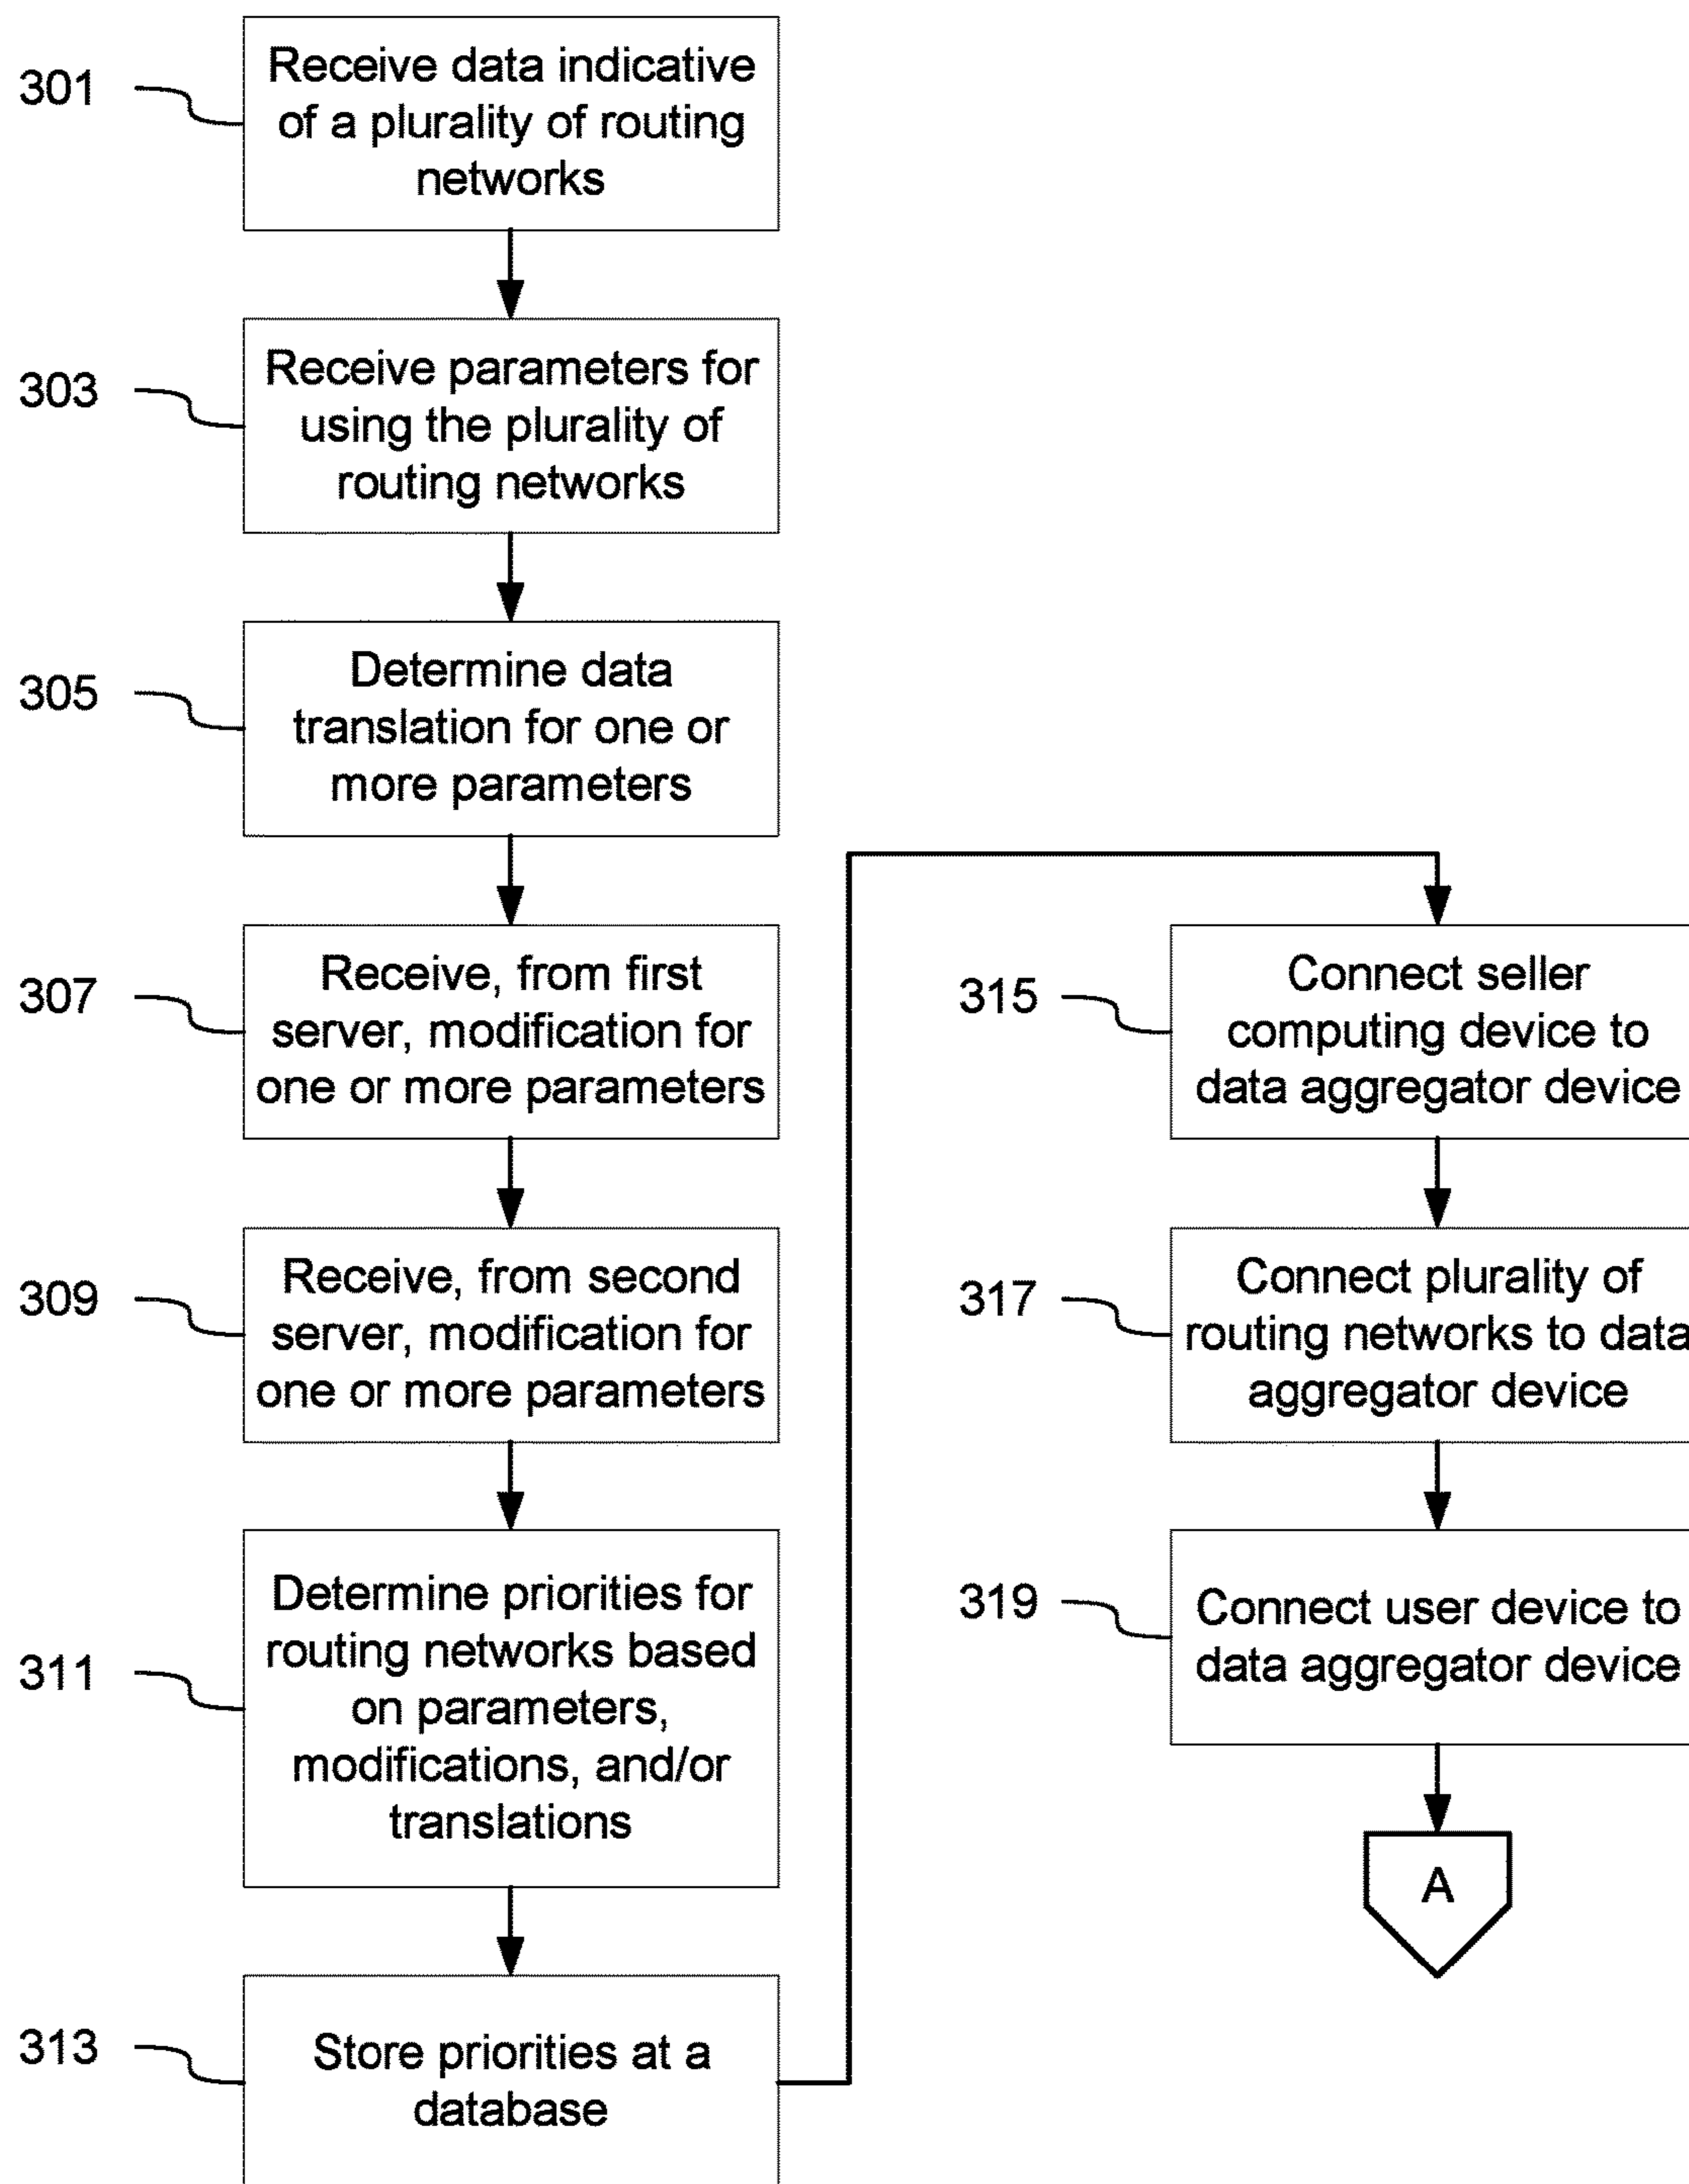 301
Receive data indicative
of a plurality of routing
networks
303
Receive parameters for
using the plurality of
routing networks
305
Determine data
translation for one or
more parameters
307
Receive, from first
server, modification for
one or more parameters
309
Receive, from second
server, modification for
one or more parameters
311
Determine priorities for
routing networks based
on parameters,
modifications, and/or
translations
313
Store priorities at a
database
315
Connect seller
computing device to
data aggregator device
317
Connect plurality of
routing networks to data
aggregator device
319
Connect user device to
data aggregator device
A